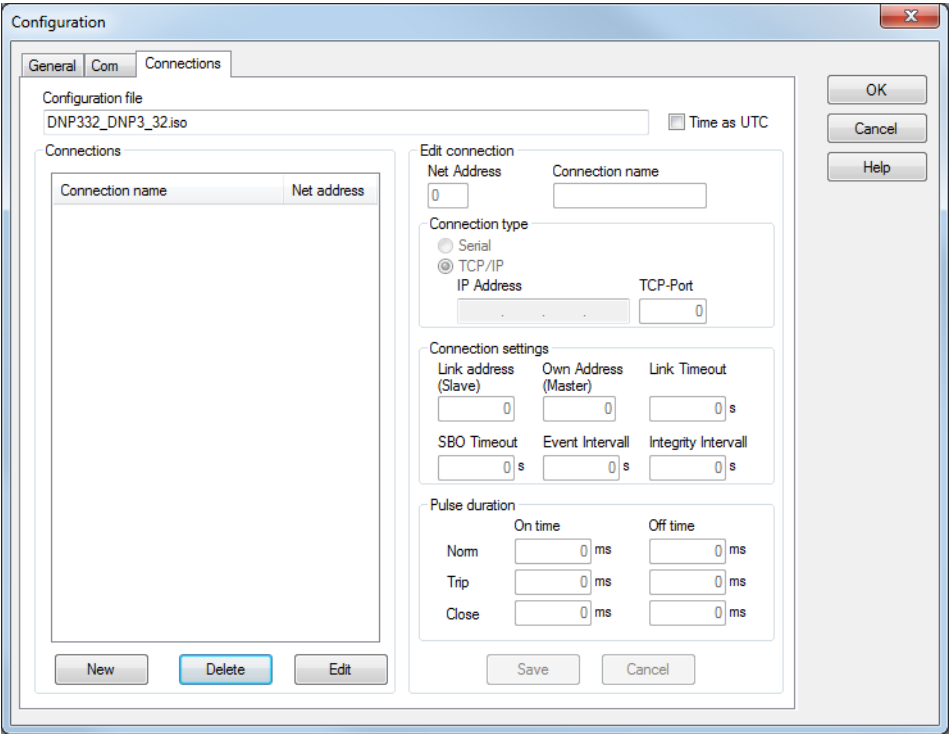 Configuration
General Com Connections
Configuration file
DNP332_DNP3_32.iso
Time as UTC
OK
Cancel
Help
Connections
Connection name Net address
New Delete Edit
Edit connection
Net Address Connection name
0
Connection type
Serial
TCP/IP
IP Address TCP-Port
. . . 0
Connection settings
Link address (Slave) Own Address (Master) Link Timeout
0 0 0 s
SBO Timeout Event Intervall Integrity Intervall
0 s 0 s 0 s
Pulse duration
On time Off time
Norm 0 ms 0 ms
Trip 0 ms 0 ms
Close 0 ms 0 ms
Save Cancel